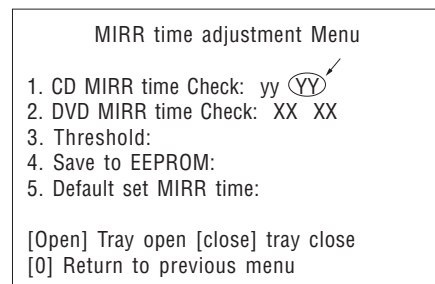 MIRR time adjustment Menu
1. CD MIRR time Check: yy YY
2. DVD MIRR time Check: XX XX
3. Threshold:
4. Save to EEPROM:
5. Default set MIRR time:
[Open] Tray open [close] tray close
[0] Return to previous menu